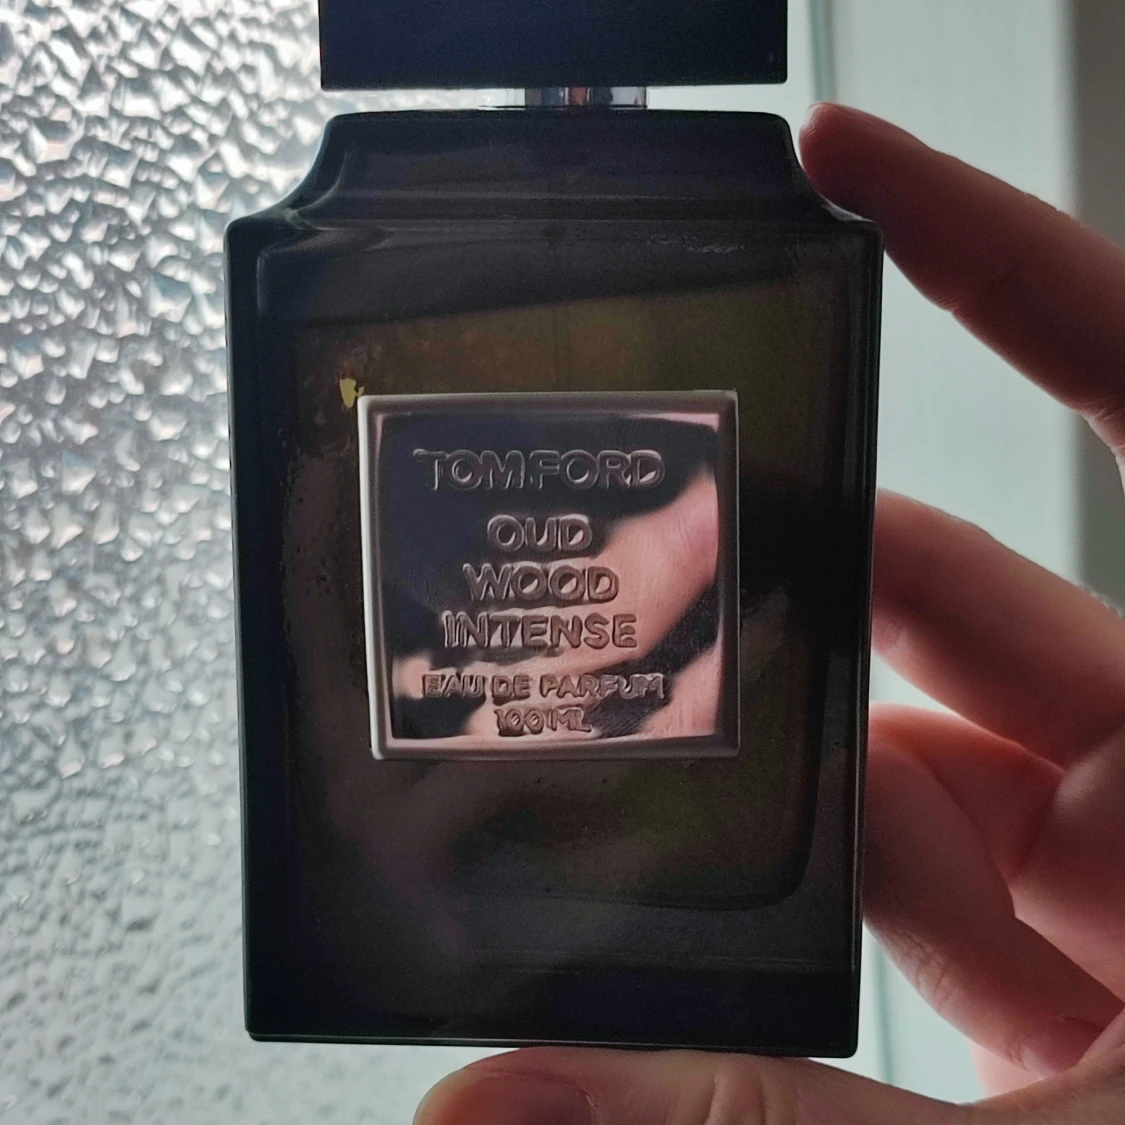 TOM FORD
OUD
WOOD
INTENSE
EAU DE PARFUM
100 ML